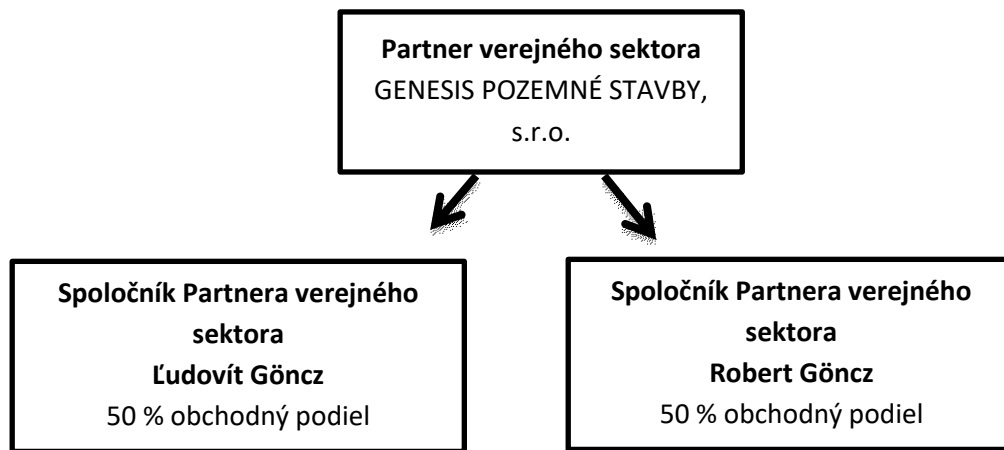 Partner verejného sektora
GENESIS POZEMNÉ STAVBY,
s.r.o.
Spoločník Partnera verejného
sektora
Ľudovít Göncz
50 % obchodný podiel
Spoločník Partnera verejného
sektora
Robert Göncz
50 % obchodný podiel